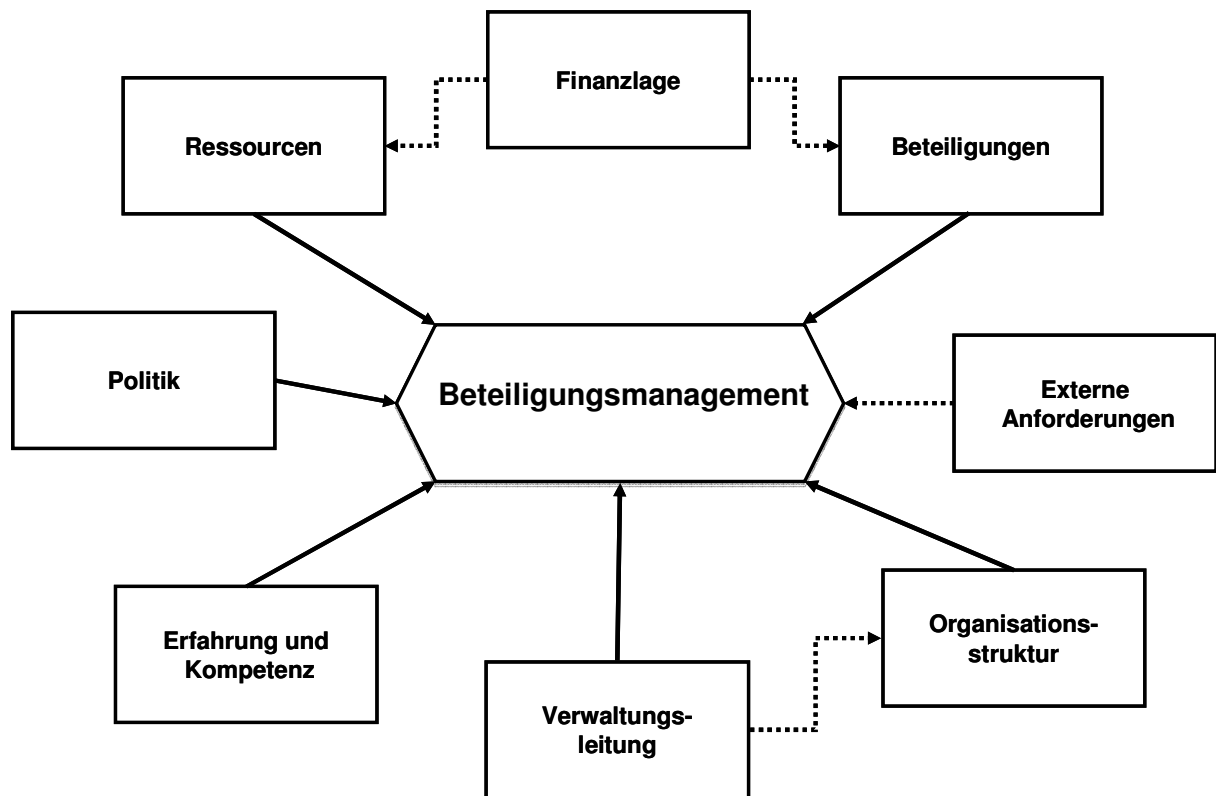 Finanzlage
Ressourcen
Beteiligungen
Politik
Beteiligungsmanagement
Externe
Anforderungen
Erfahrung und
Kompetenz
Verwaltungs-
leitung
Organisations-
struktur